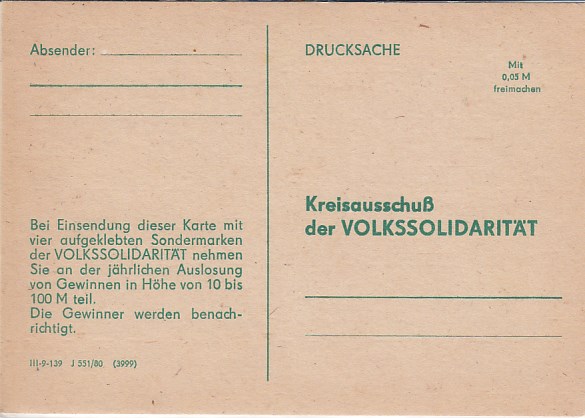 Absender:
Bei Einsendung dieser Karte mit
vier aufgeklebten Sondermarken
der VOLKSSOLIDARITÄT nehmen
Sie an der jährlichen Auslosung
von Gewinnen in Höhe von 10 bis
100 M teil.
Die Gewinner werden benach-
richtigt.
III-9-139 J 551/80 (3999)
DRUCKSACHE
Mit
0,05 M
freimachen
Kreisausschuß
der VOLKSSOLIDARITÄT